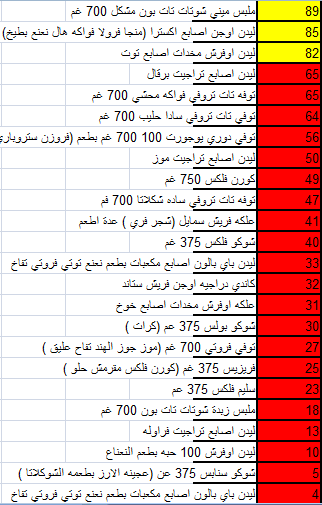 ملبس ميني شوتات تات بون مشكل 700 غم 89
ليدن اوجن اصابع اكسترا (منجا فرولا فواكه هال نعنع بطيخ) 85
ليدن اوفرش مخدات اصابع توت 82
ليدن اصابع تراجيت برقال 65
توفه تات تروفي فواكه محشي 700 غم 65
توفي تات تروفي سادا حليب 700 غم 64
توفي دوري يوجورت 100 700 غم بطعم (فروزن ستروباري 56
ليدن اصابع تراجيت موز 50
كورن فلكس 750 غم 49
توفه تات تروفي ساده شكلاتا 700 فم 47
علكه فريش سمايل (شجر فري ) عدة اطعم 41
شوكو فلكس 375 غم 40
ليدن باي بالون اصابع مكعبات بطعم نعنع توتي فروتي تفاح 33
كاندي دراجيه اوجن فريش ستاند 32
علكه اوفرش مخدات اصابع خوخ 31
شوكو بولس 375 عم (كرات ) 30
توفي فروتي 700 غم (موز جوز الهند تفاح عليق ) 27
فريزيس 375 غم (كورن فلكس مقرمش حلو ) 25
سليم فلكس 375 عم 23
ملبس زبدة شوتات تات بون 700 غم 18
ليدن اصابع تراجيت فراوله 13
ليدن اوفرش 100 حبه بطعم النعناع 10
شوكو سنابس 375 عن (عجينه الارز بطعمه الشوكلاتا ) 5
ليدن باي بالون اصابع مكعبات بطعم نعنع توتي فروتي تفاخ 4